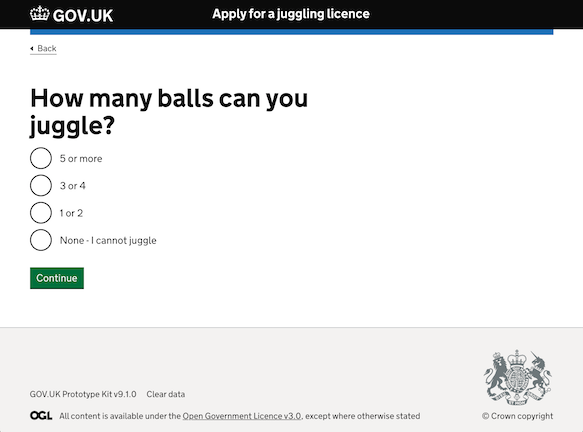 GOV.UK
Apply for a juggling licence
Back
How many balls can you
juggle?
5 or more
3 or 4
1 or 2
None - I cannot juggle
Continue
GOV.UK Prototype Kit v9.1.0
Clear data
OGL
All content is available under the Open Government Licence v3.0, except where otherwise stated
© Crown copyright